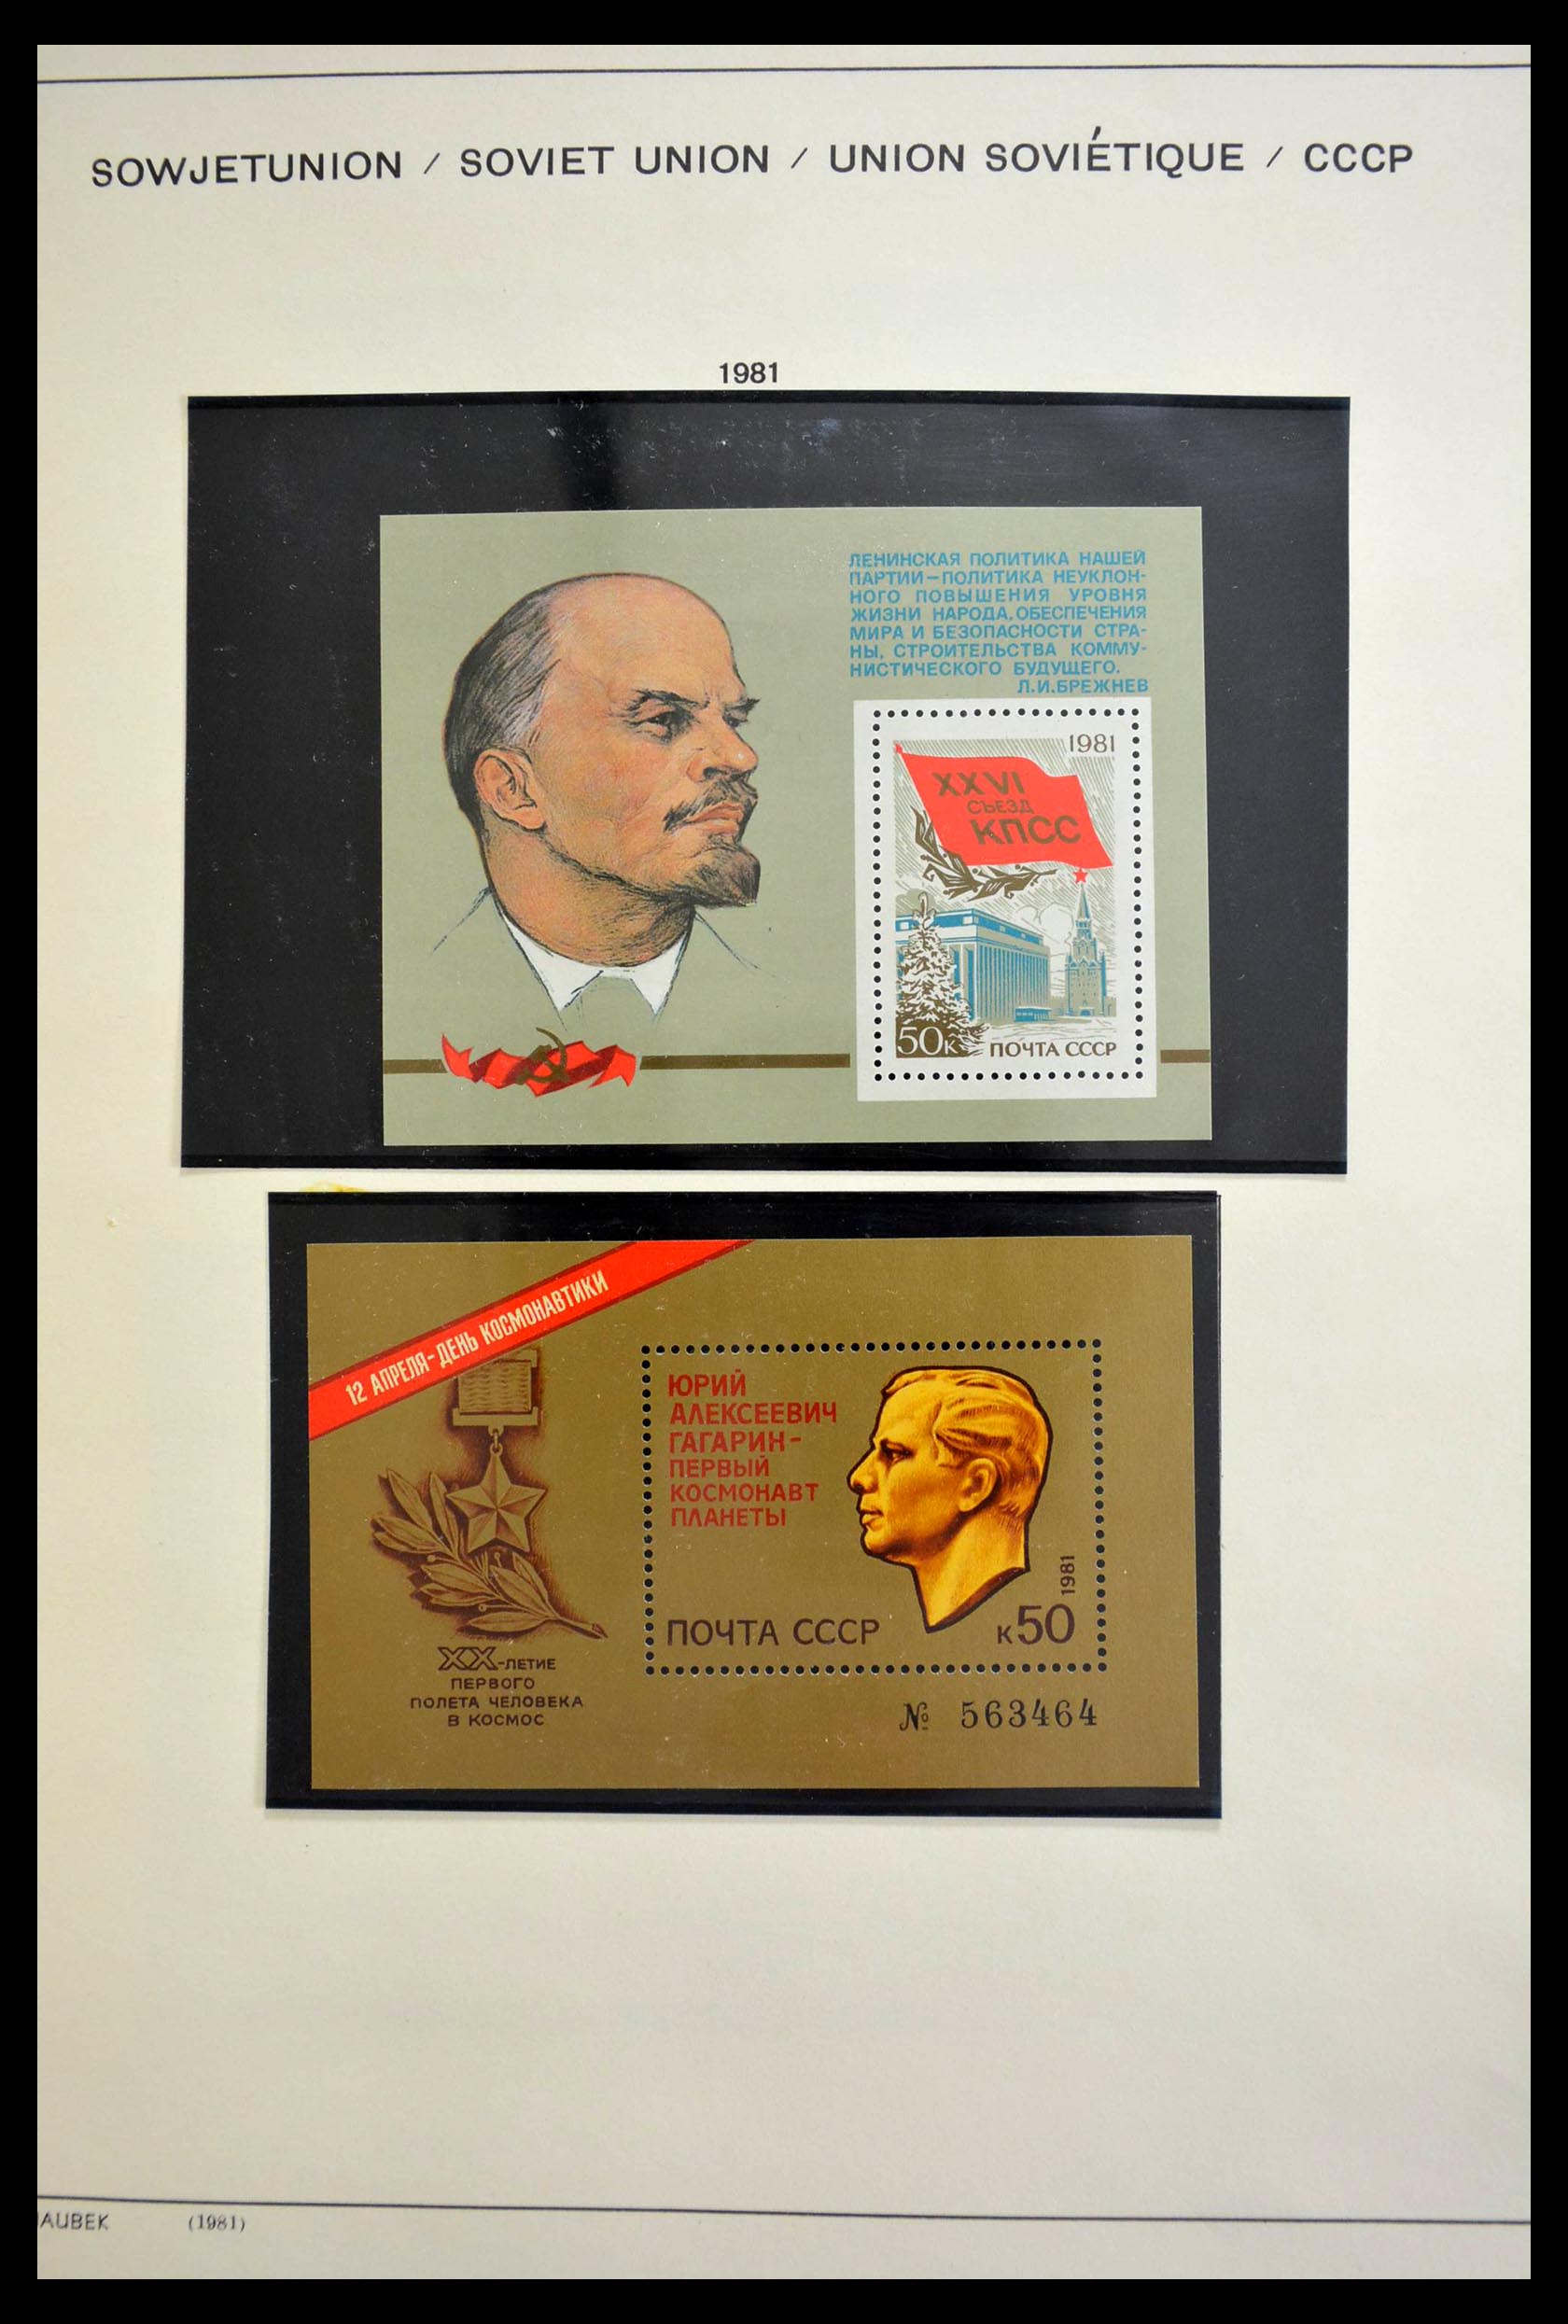 SOWJETUNION / SOVIET UNION / UNION SOVIÉTIQUE / CCCP
1981
ЛЕНИНСКАЯ ПОЛИТИКА НАШЕЙ
ПАРТИИ—ПОЛИТИКА НЕУКЛОН-
НОГО ПОВЫШЕНИЯ УРОВНЯ
ЖИЗНИ НАРОДА, ОБЕСПЕЧЕНИЯ
МИРА И БЕЗОПАСНОСТИ СТРА-
НЫ, СТРОИТЕЛЬСТВА КОММУ-
НИСТИЧЕСКОГО БУДУЩЕГО.
Л.И.БРЕЖНЕВ
1981
XXVI
СЪЕЗД
КПСС
50к ПОЧТА СССР
12 АПРЕЛЯ-ДЕНЬ КОСМОНАВТИКИ
ЮРИЙ
АЛЕКСЕЕВИЧ
ГАГАРИН-
ПЕРВЫЙ
КОСМОНАВТ
ПЛАНЕТЫ
1981
ПОЧТА СССР к50
XX-ЛЕТИЕ
ПЕРВОГО
ПОЛЕТА ЧЕЛОВЕКА
В КОСМОС
№ 563464
AUBEK (1981)